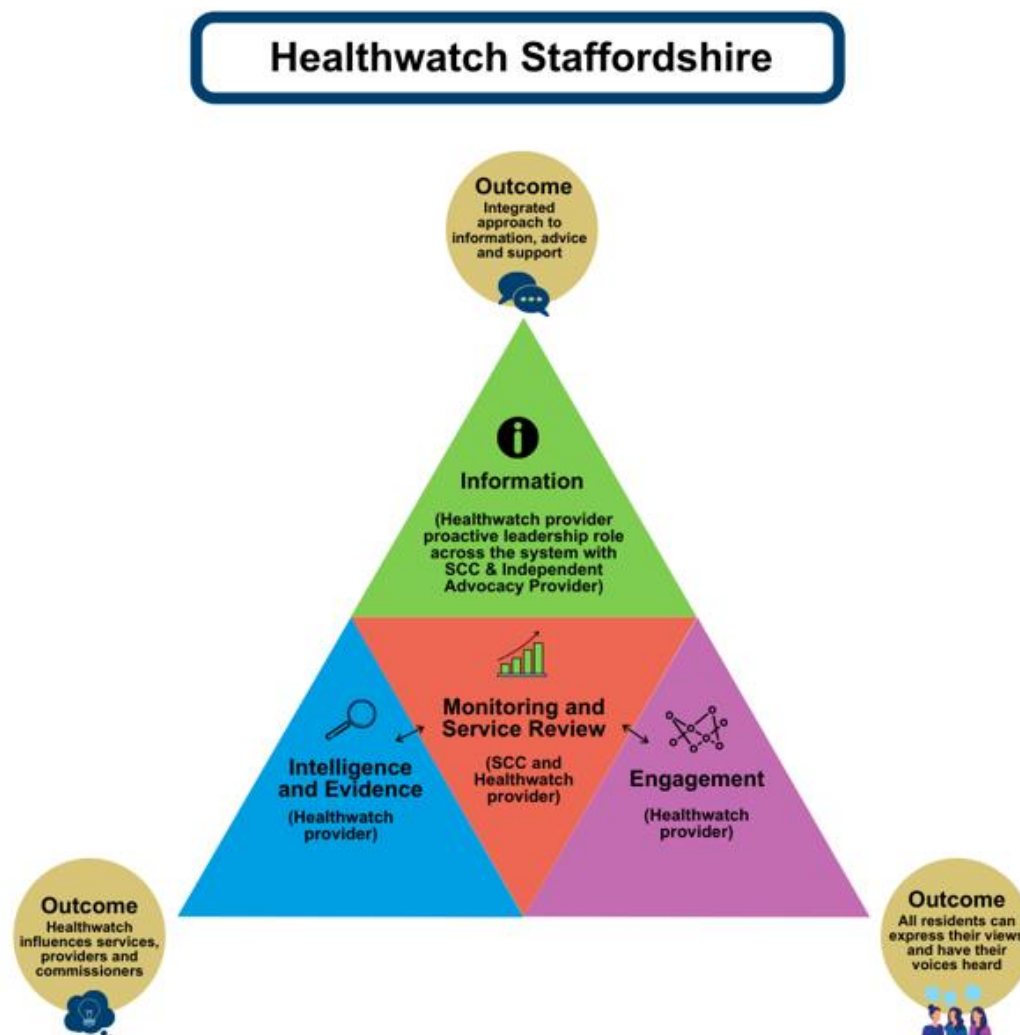 Healthwatch Staffordshire
Outcome
Integrated
approach to
information, advice
and support
Information
(Healthwatch provider
proactive leadership role
across the system with
SCC & Independent
Advocacy Provider)
Monitoring and
Service Review
(SCC and
Healthwatch
provider)
Intelligence
and Evidence
(Healthwatch
provider)
Engagement
(Healthwatch
provider)
Outcome
Healthwatch
influences services,
providers and
commissioners
Outcome
All residents can
express their views
and have their
voices heard